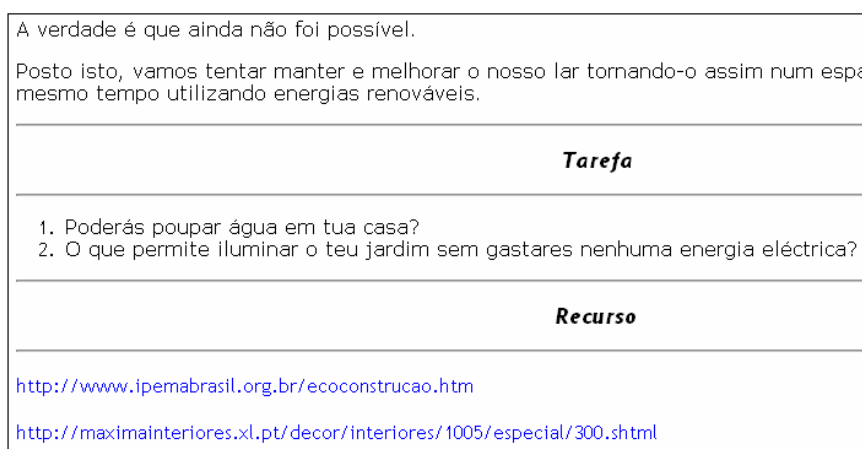 A verdade é que ainda não foi possível.
Posto isto, vamos tentar manter e melhorar o nosso lar tornando-o assim num
mesmo tempo utilizando energias renováveis.
Tarefa
1. Poderás poupar água em tua casa?
2. O que permite iluminar o teu jardim sem gastares nenhuma energia eléctrica?
Recurso
http://www.ipemabrasil.org.br/ecoconstrucao.htm
http://maximainteriores.xl.pt/decor/interiores/1005/especial/300.shtml